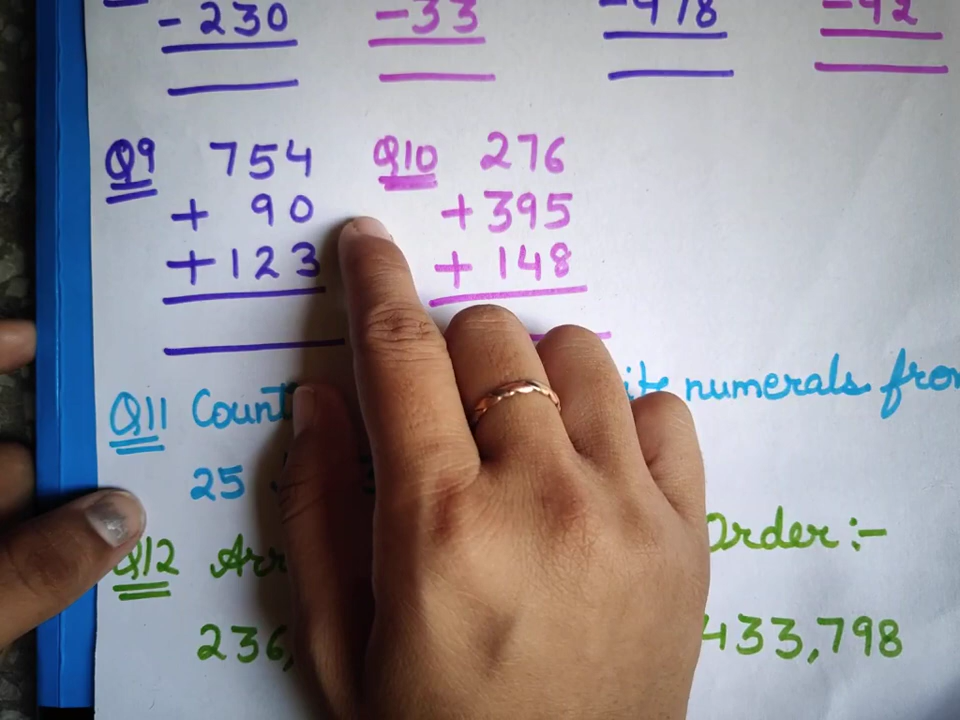 - 230 - 33 - 478 - 42
Q9 754 Q10 276
+ 90 + 395
+ 123 + 148
Q11 Count numerals from
25
Q12 Order :-
236, 433, 798